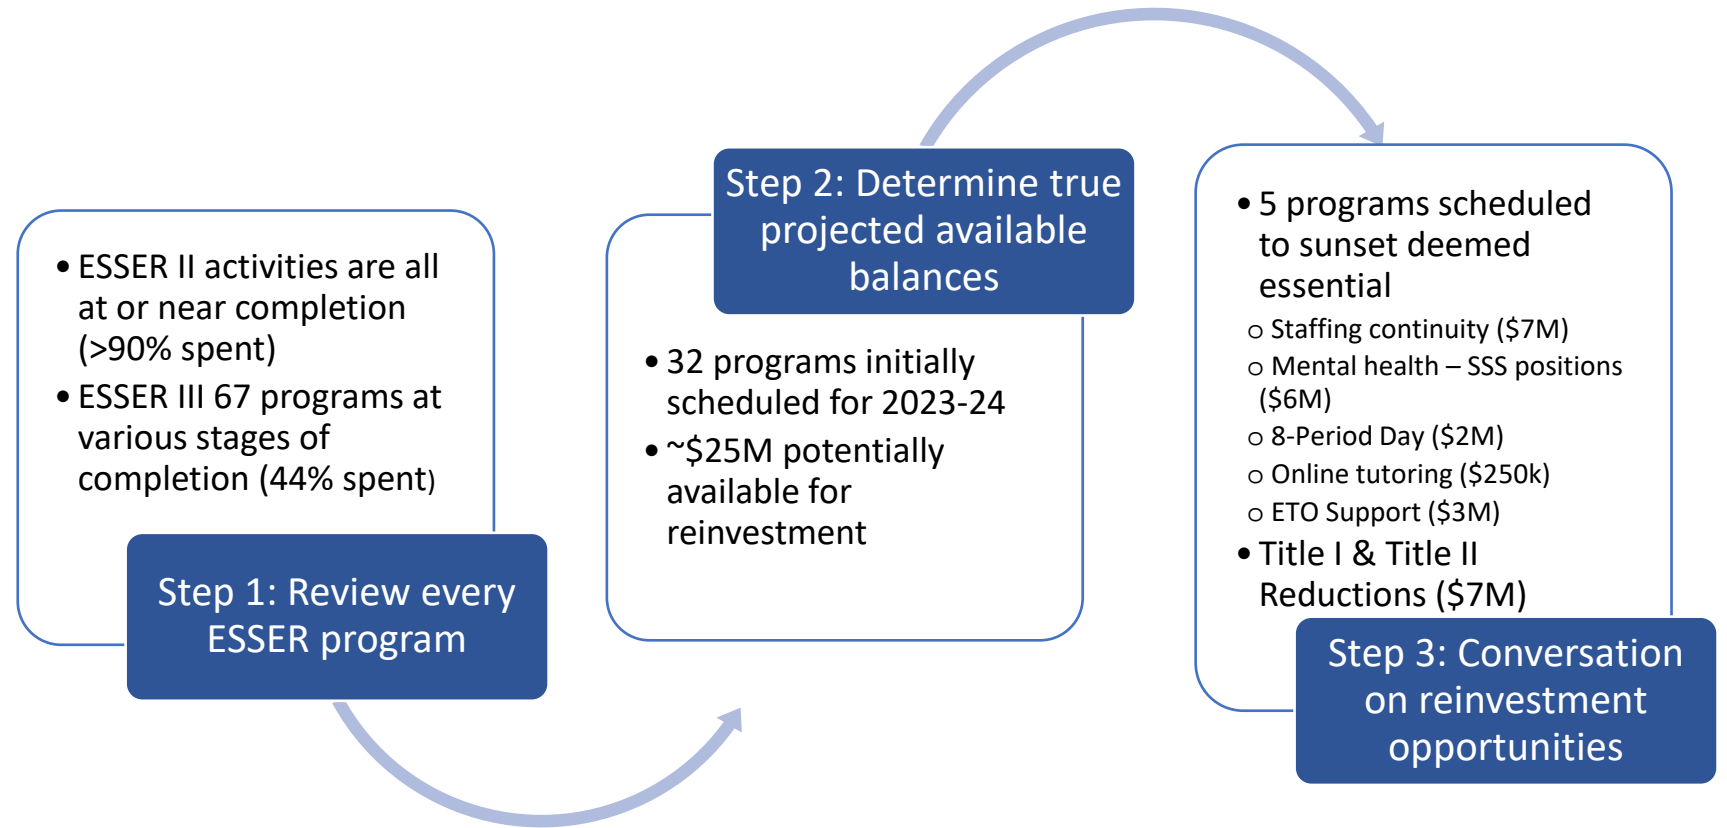 • ESSER II activities are all
at or near completion
(>90% spent)
• ESSER III 67 programs at
various stages of
completion (44% spent)
Step 1: Review every
ESSER program
Step 2: Determine true
projected available
balances
• 32 programs initially
scheduled for 2023-24
• ~$25M potentially
available for
reinvestment
• 5 programs scheduled
to sunset deemed
essential
o Staffing continuity ($7M)
o Mental health – SSS positions
($6M)
o 8-Period Day ($2M)
o Online tutoring ($250k)
o ETO Support ($3M)
• Title I & Title II
Reductions ($7M)
Step 3: Conversation
on reinvestment
opportunities